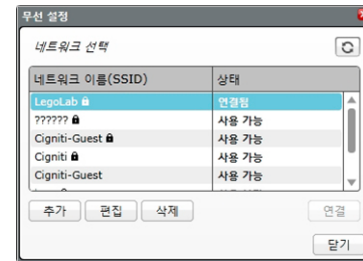 무선 설정
네트워크 선택
네트워크 이름(SSID) 상태
LegoLab 연결됨
?????? 사용 가능
Cigniti-Guest 사용 가능
Cigniti 사용 가능
Cigniti-Guest 사용 가능
추가 편집 삭제 연결
닫기